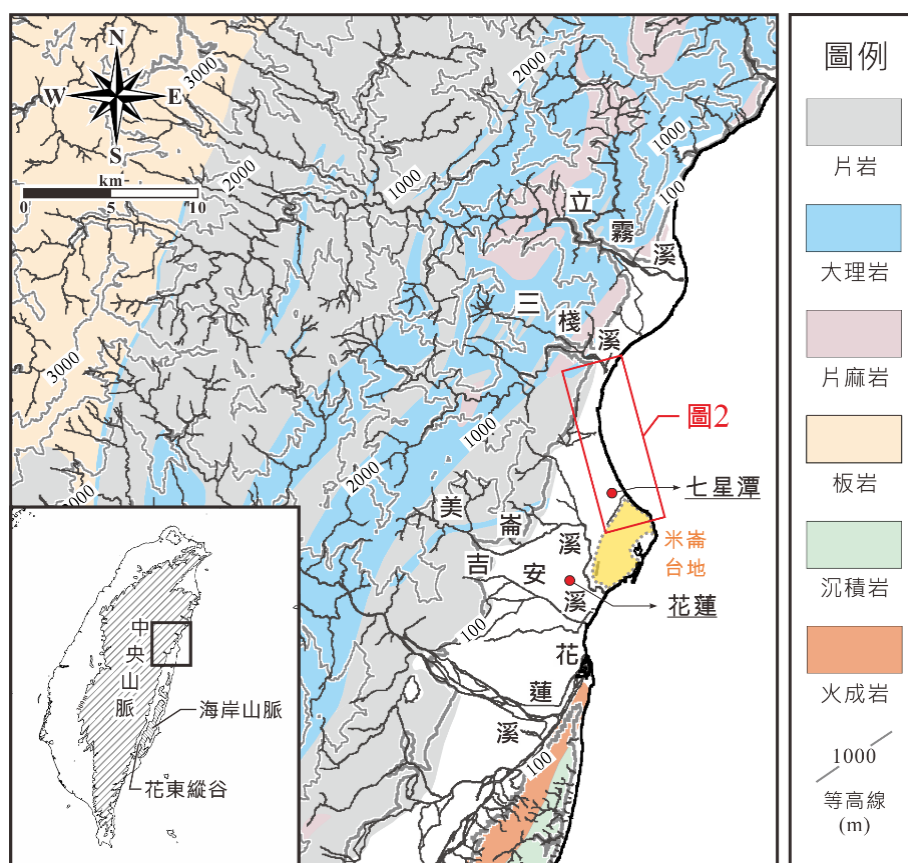 N
W
E
S
km
0
5
10
3000
2000
2000
1000
1000
100
3000
1000
2000
100
100
立霧溪
三棧溪
圖2
七星潭
美崙溪
米崙
台地
吉安溪
花蓮
花蓮溪
中央山脈
海岸山脈
花東縱谷
圖例
片岩
大理岩
片麻岩
板岩
沉積岩
火成岩
1000
等高線
(m)